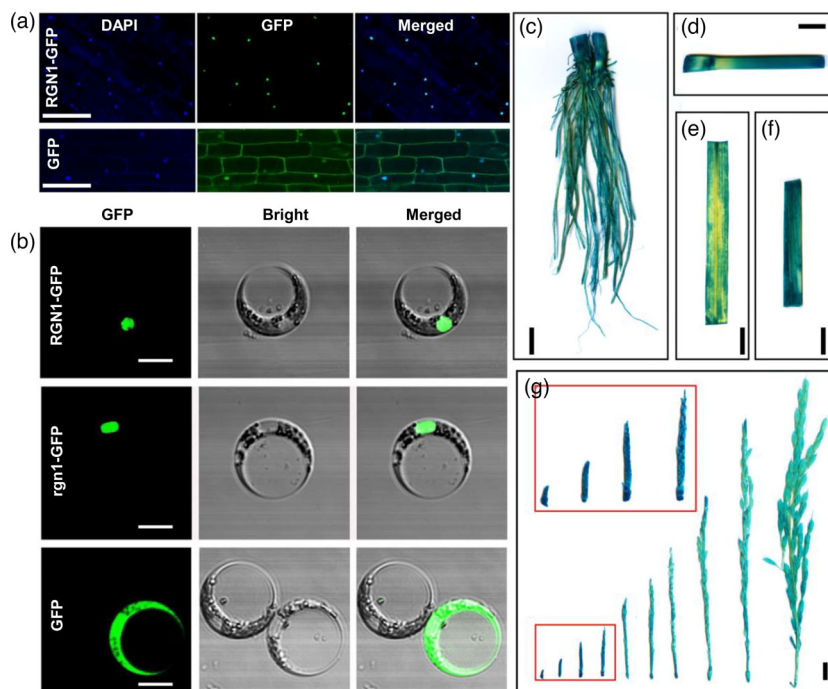 (a)
DAPI
GFP
Merged
RGN1-GFP
GFP
(b)
GFP
Bright
Merged
RGN1-GFP
rgn1-GFP
GFP
(c)
(d)
(e)
(f)
(g)